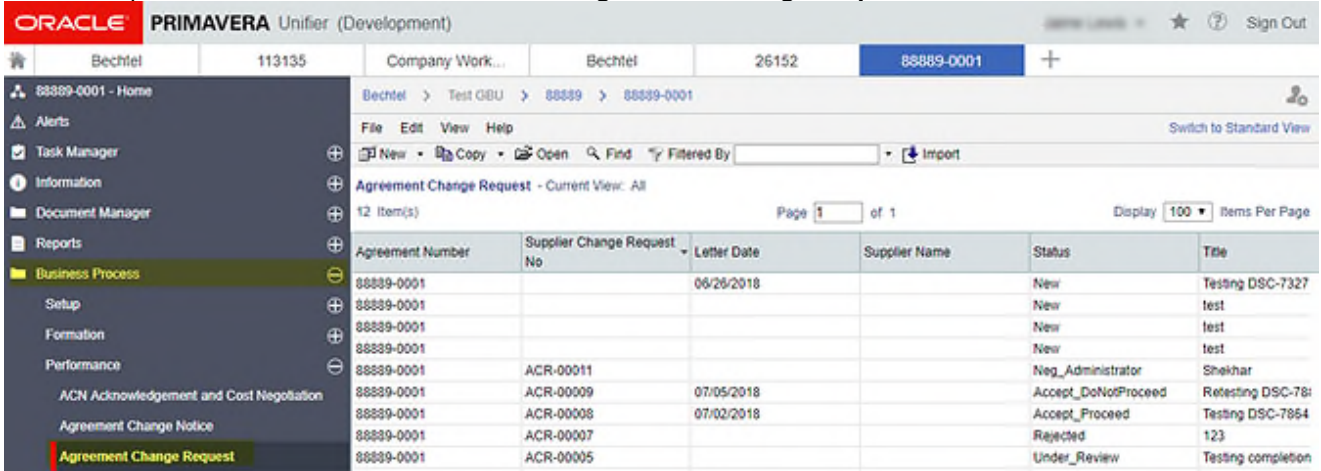 ORACLE PRIMAVERA Unifier (Development) Sign Out
Bechtel 113135 Company Work... Bechtel 26152 88889-0001
88889-0001 - Home
Alerts
Task Manager
Information
Document Manager
Reports
Business Process
Setup
Formation
Performance
ACN Acknowledgement and Cost Negotiation
Agreement Change Notice
Agreement Change Request
Bechtel > Test GBU > 88889 > 88889-0001
File Edit View Help Switch to Standard View
New Copy Open Find Filtered By Import
Agreement Change Request - Current View: All
12 Item(s) Page 1 of 1 Display 100 Items Per Page
Agreement Number Supplier Change Request No Letter Date Supplier Name Status Title
88889-0001 06/26/2018 New Testing DSC-7327
88889-0001 New test
88889-0001 New test
88889-0001 New test
88889-0001 ACR-00011 Neg_Administrator Shekhar
88889-0001 ACR-00009 07/05/2018 Accept_DoNotProceed Retesting
88889-0001 ACR-00008 07/02/2018 Accept_Proceed Testing DSC-7864
88889-0001 ACR-00007 Rejected 123
88889-0001 ACR-00005 Under_Review Testing completion